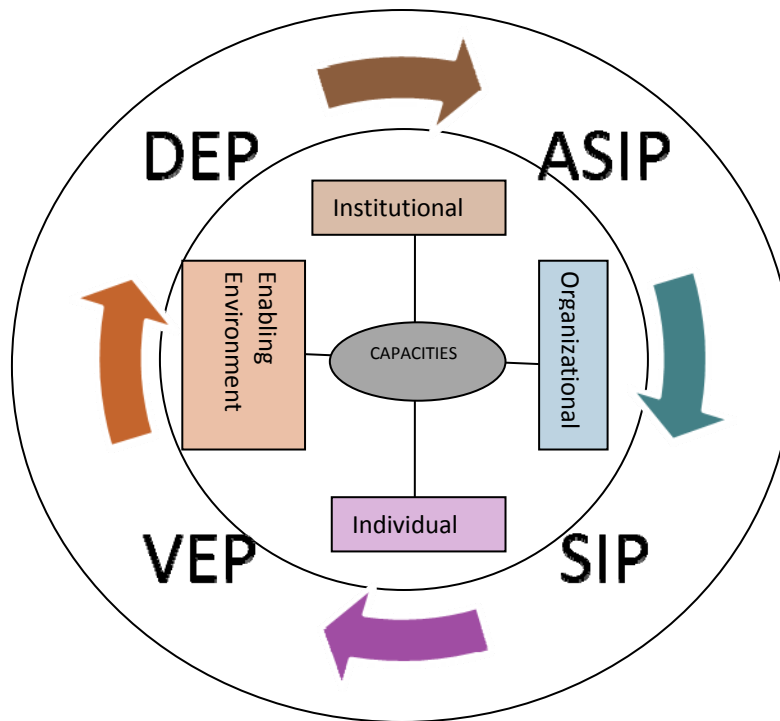 DEP
ASIP
Institutional
Enabling
Environment
CAPACITIES
Organizational
Individual
VEP
SIP